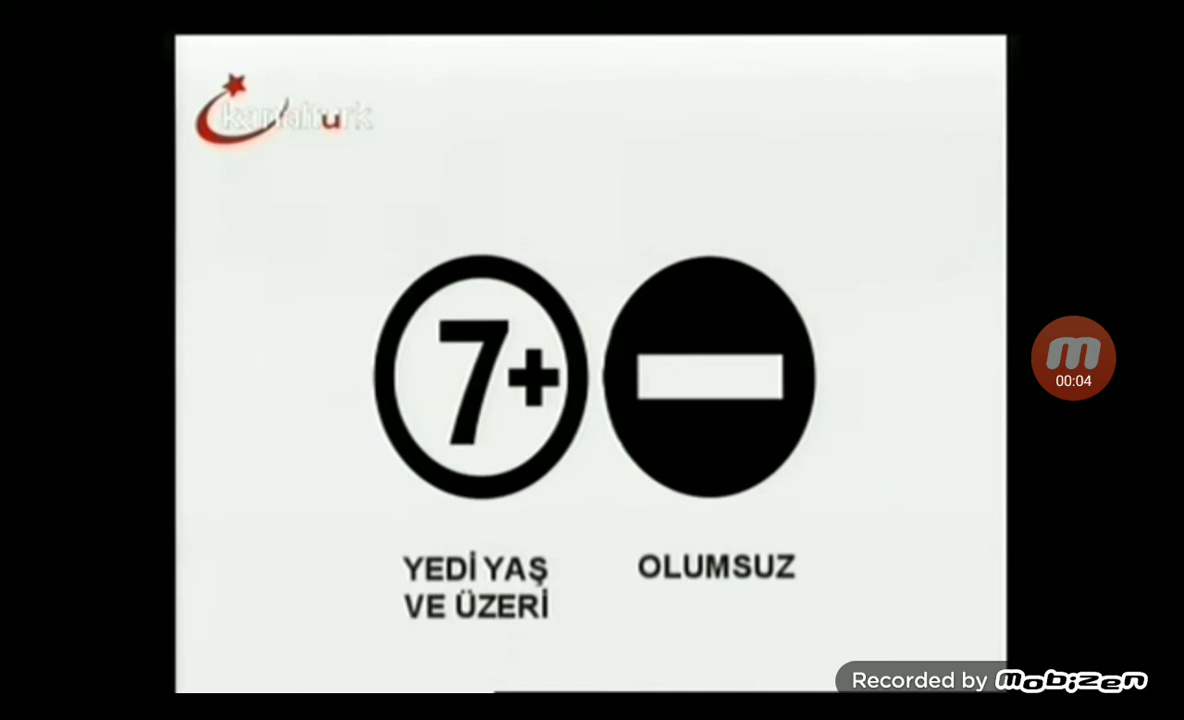 kanaltürk
7+
YEDİ YAŞ
VE ÜZERİ
OLUMSUZ
00:04
Recorded by mobizen